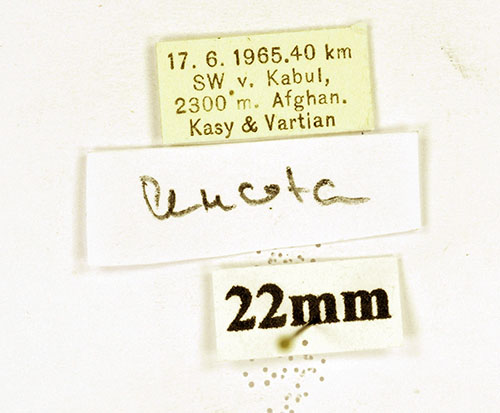 17. 6. 1965.40 km
SW v. Kabul,
2300 m. Afghan.
Kasy & Vartian
22mm